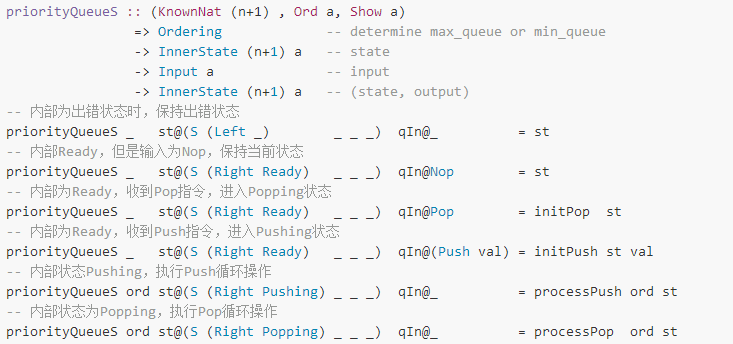 priorityQueueS :: (KnownNat (n+1) , Ord a, Show a)
=> Ordering -- determine max_queue or min_queue
-> InnerState (n+1) a -- state
-> Input a -- input
-> InnerState (n+1) a -- (state, output)
-- 内部为出错状态时，保持出错状态
priorityQueueS _ st@(S (Left _) _ _ _) qIn@_ = st
-- 内部Ready，但是输入为Nop，保持当前状态
priorityQueueS _ st@(S (Right Ready) _ _ _) qIn@Nop = st
-- 内部为Ready，收到Pop指令，进入Popping状态
priorityQueueS _ st@(S (Right Ready) _ _ _) qIn@Pop = initPop st
-- 内部为Ready，收到Push指令，进入Pushing状态
priorityQueueS _ st@(S (Right Ready) _ _ _) qIn@(Push val) = initPush st val
-- 内部状态Pushing，执行Push循环操作
priorityQueueS ord st@(S (Right Pushing) _ _ _) qIn@_ = processPush ord st
-- 内部状态为Popping，执行Pop循环操作
priorityQueueS ord st@(S (Right Popping) _ _ _) qIn@_ = processPop ord st